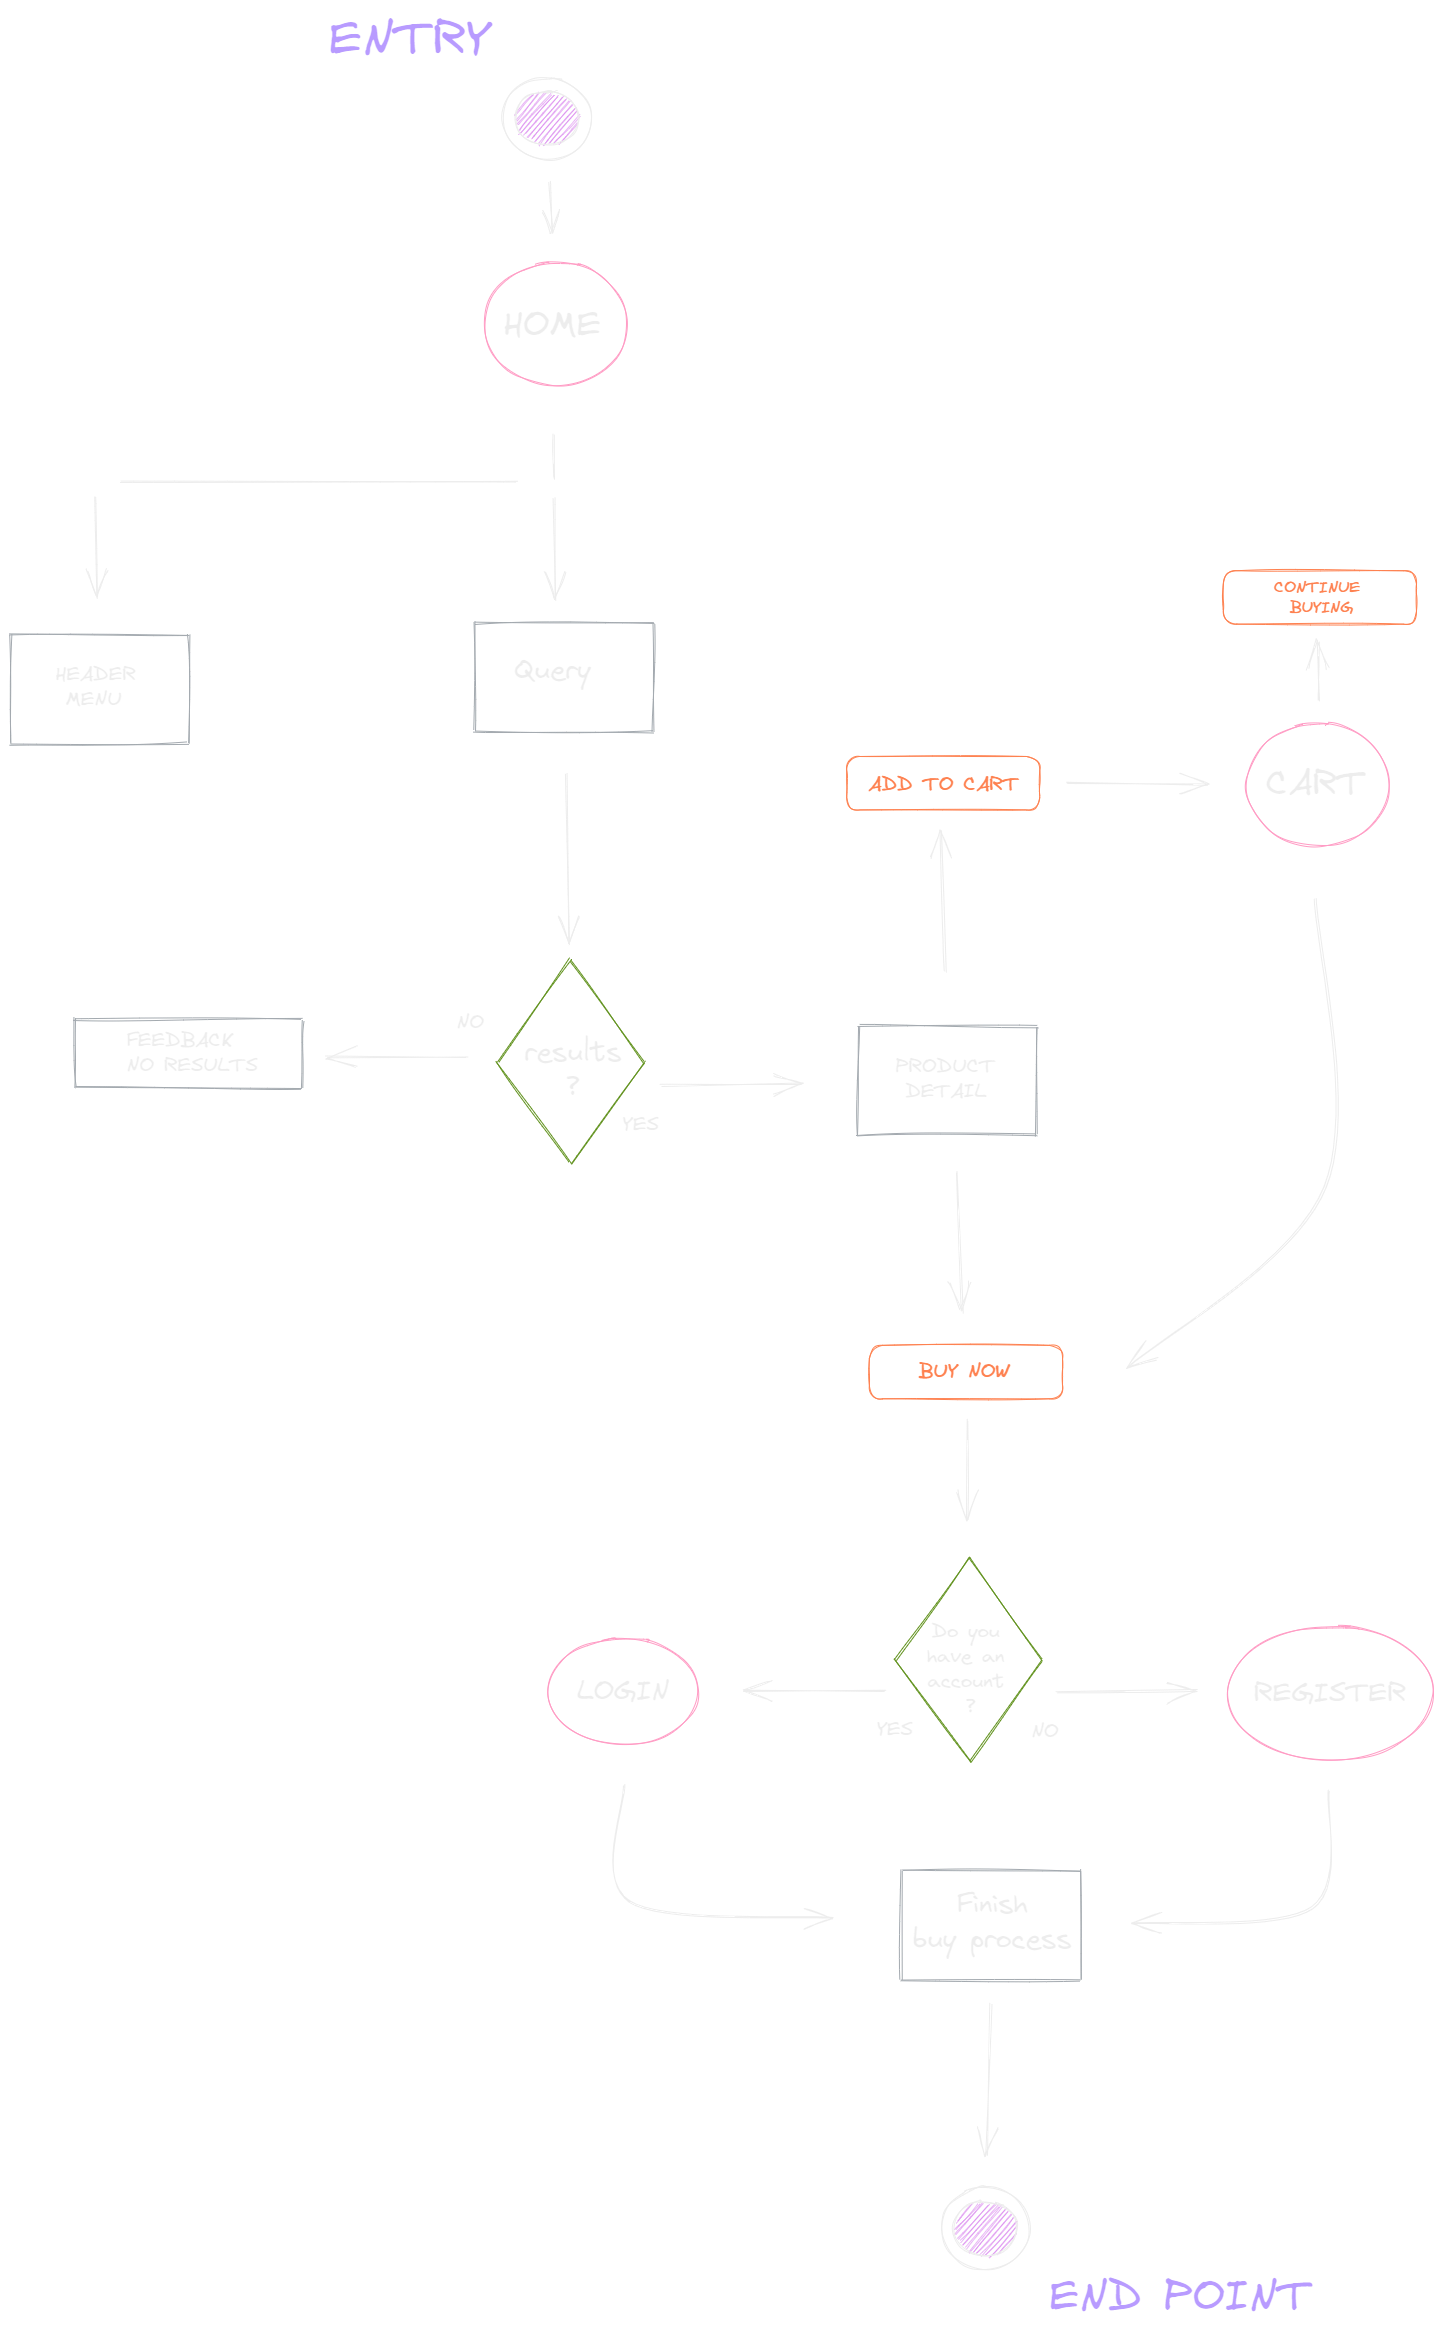 ENTRY
HOME
CONTINUE
BUYING
HEADER
MENU
Query
ADD TO CART
CART
NO
FEEDBACK
NO RESULTS
results
?
YES
PRODUCT
DETAIL
BUY NOW
Do you
have an
account
?
LOGIN
REGISTER
YES
NO
Finish
buy process
END POINT